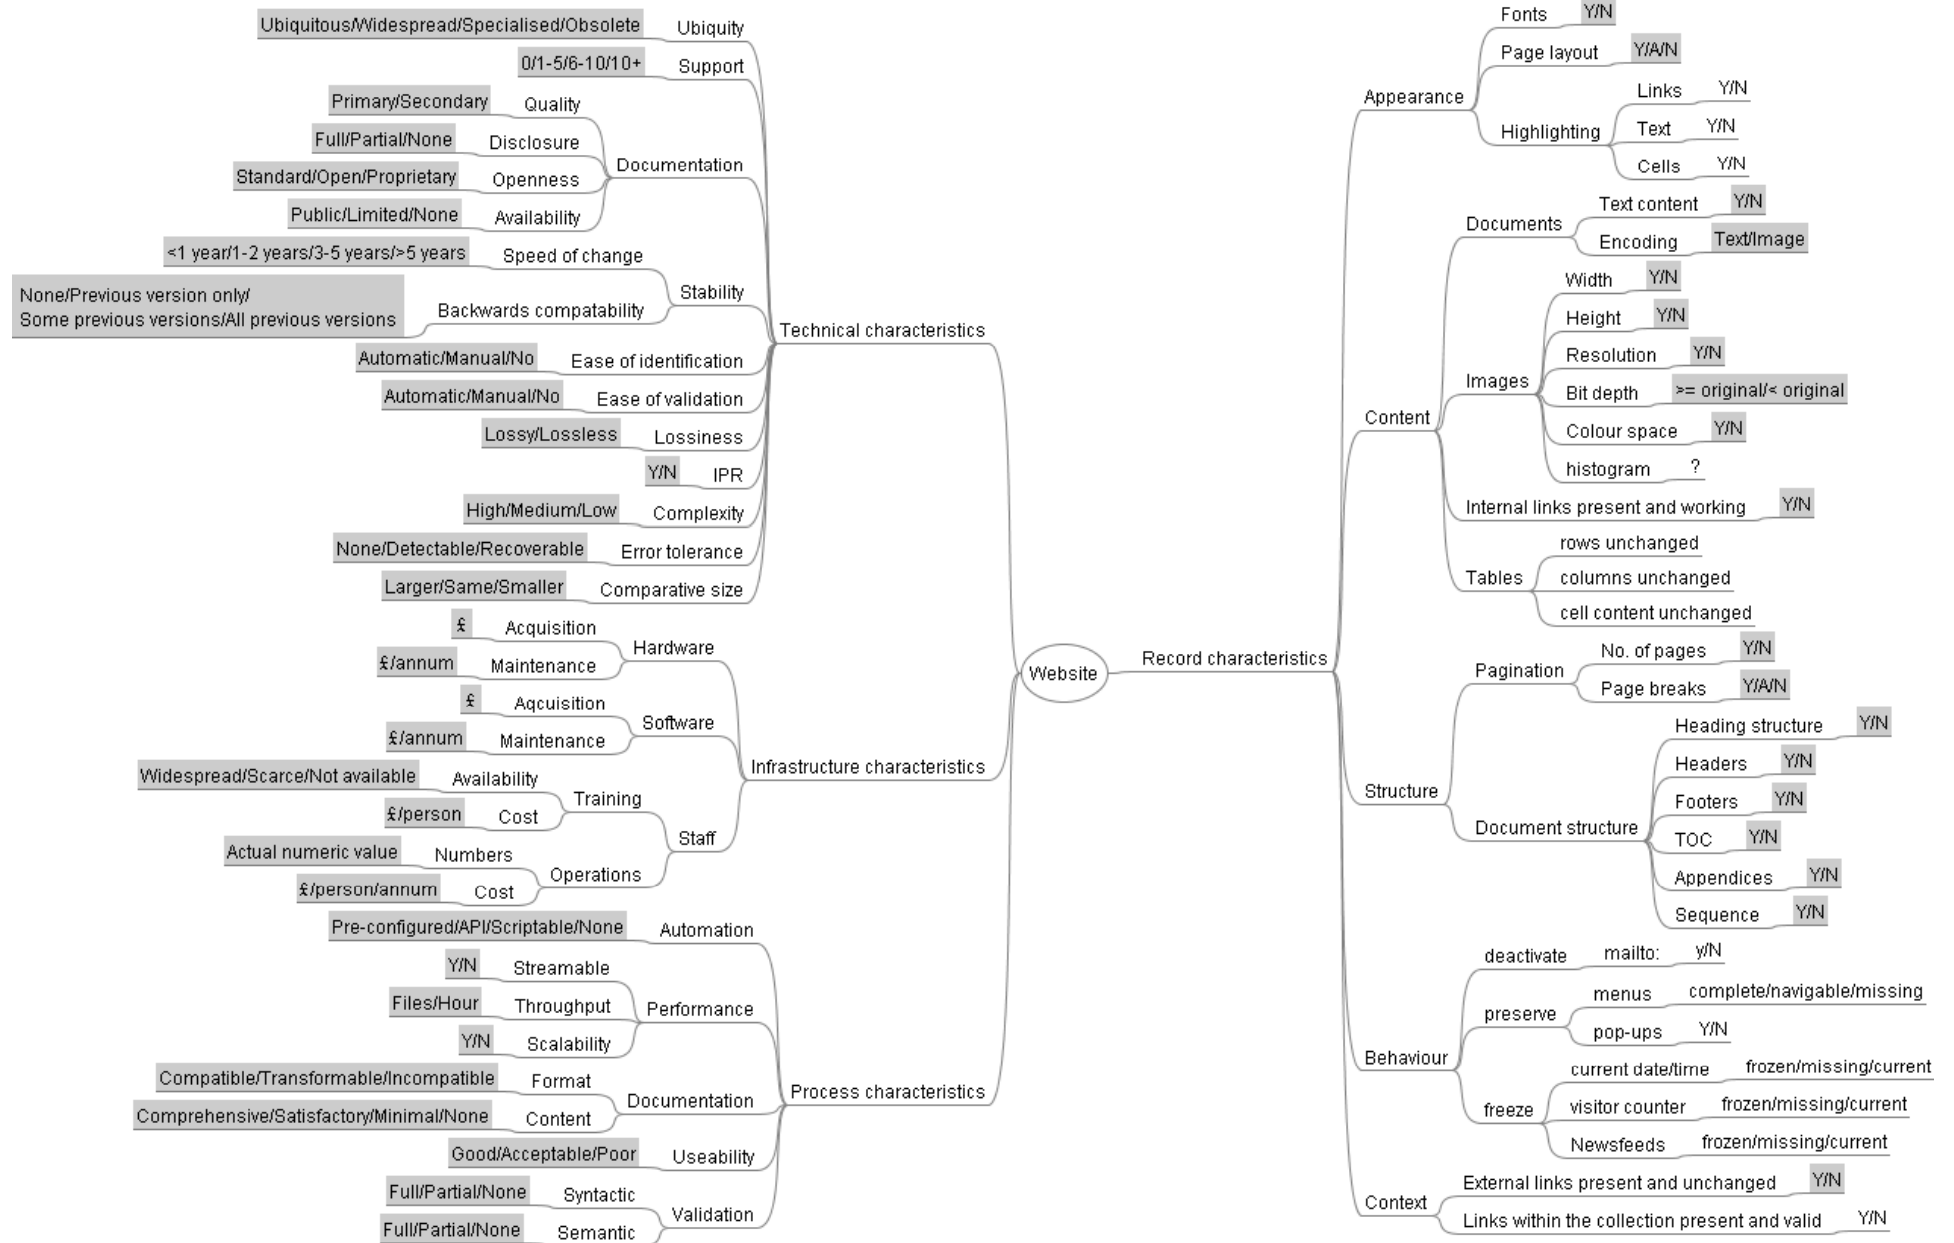 Ubiquitous/Widespread/Specialised/Obsolete Ubiquity
0/1-5/6-10/10+ Support
Primary/Secondary Quality
Full/Partial/None Disclosure
Documentation
Standard/Open/Proprietary Openness
Public/Limited/None Availability
<1 year/1-2 years/3-5 years/>5 years Speed of change
Stability
None/Previous version only/
Some previous versions/All previous versions
Backwards compatability
Technical characteristics
Automatic/Manual/No Ease of identification
Automatic/Manual/No Ease of validation
Lossy/Lossless Lossiness
Y/N IPR
High/Medium/Low Complexity
None/Detectable/Recoverable Error tolerance
Larger/Same/Smaller Comparative size
£ Acquisition
Hardware
£/annum Maintenance
£ Aqcuisition
Software
£/annum Maintenance
Infrastructure characteristics
Widespread/Scarce/Not available Availability
Training
£/person Cost
Staff
Actual numeric value Numbers
Operations
£/person/annum Cost
Pre-configured/API/Scriptable/None Automation
Y/N Streamable
Files/Hour Throughput
Performance
Y/N Scalability
Process characteristics
Compatible/Transformable/Incompatible Format
Documentation
Comprehensive/Satisfactory/Minimal/None Content
Good/Acceptable/Poor Useability
Full/Partial/None Syntactic
Validation
Full/Partial/None Semantic
Website
Record characteristics
Appearance
Fonts Y/N
Page layout Y/A/N
Highlighting
Links Y/N
Text Y/N
Cells Y/N
Content
Documents
Text content Y/N
Encoding Text/Image
Images
Width Y/N
Height Y/N
Resolution Y/N
Bit depth >= original/< original
Colour space Y/N
histogram ?
Internal links present and working Y/N
Tables
rows unchanged
columns unchanged
cell content unchanged
Structure
Pagination
No. of pages Y/N
Page breaks Y/A/N
Document structure
Heading structure Y/N
Headers Y/N
Footers Y/N
TOC Y/N
Appendices Y/N
Sequence Y/N
Behaviour
deactivate mailto: y/N
preserve
menus complete/navigable/missing
pop-ups Y/N
freeze
current date/time frozen/missing/current
visitor counter frozen/missing/current
Newsfeeds frozen/missing/current
Context
External links present and unchanged Y/N
Links within the collection present and valid Y/N